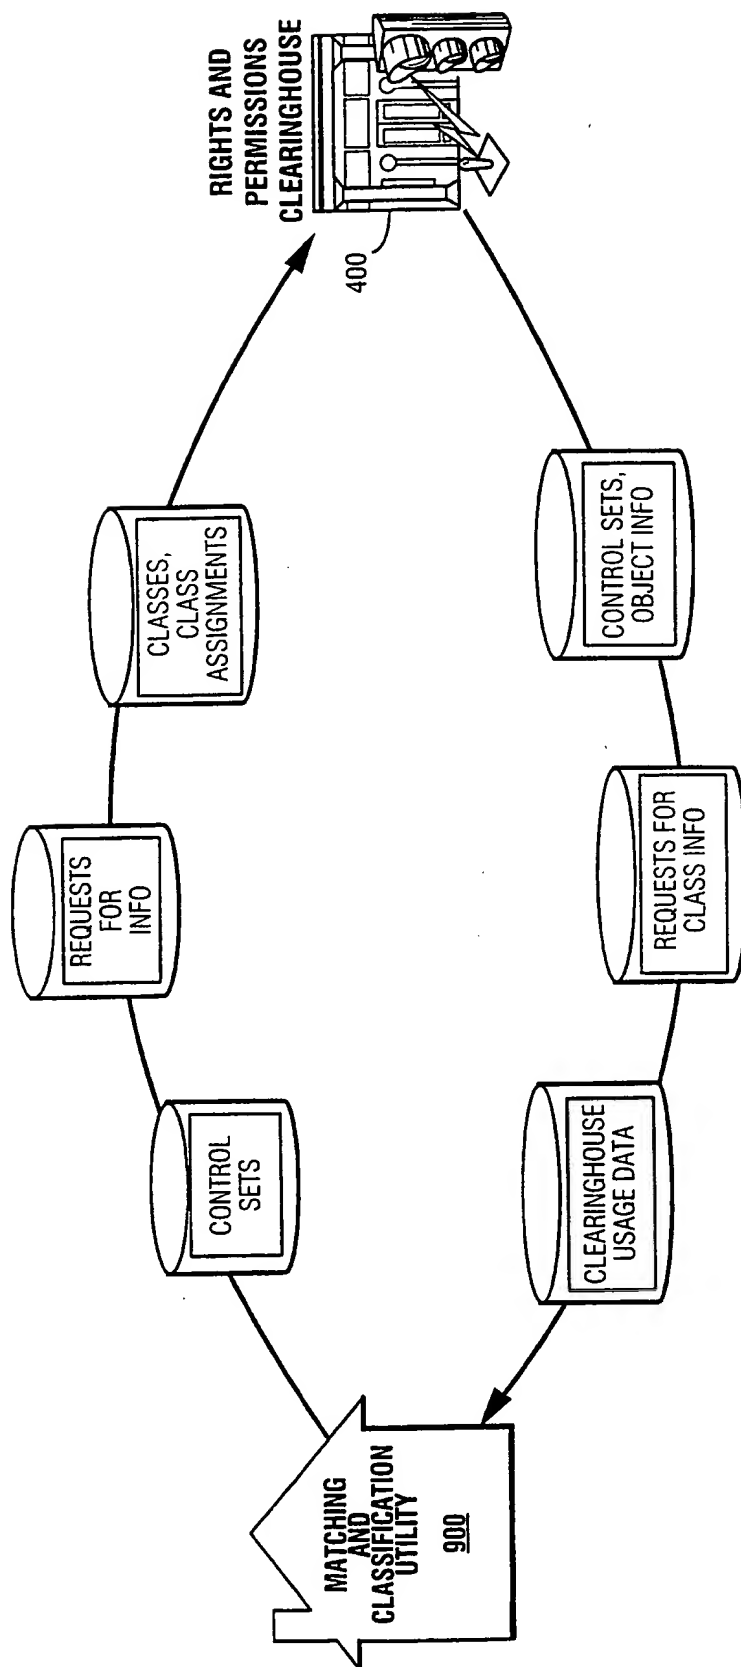 RIGHTS AND
PERMISSIONS
CLEARINGHOUSE
400
CLASSES,
CLASS
ASSIGNMENTS
REQUESTS
FOR
INFO
CONTROL
SETS
MATCHING
AND
CLASSIFICATION
UTILITY
900
CONTROL SETS,
OBJECT INFO
REQUESTS FOR
CLASS INFO
CLEARINGHOUSE
USAGE DATA